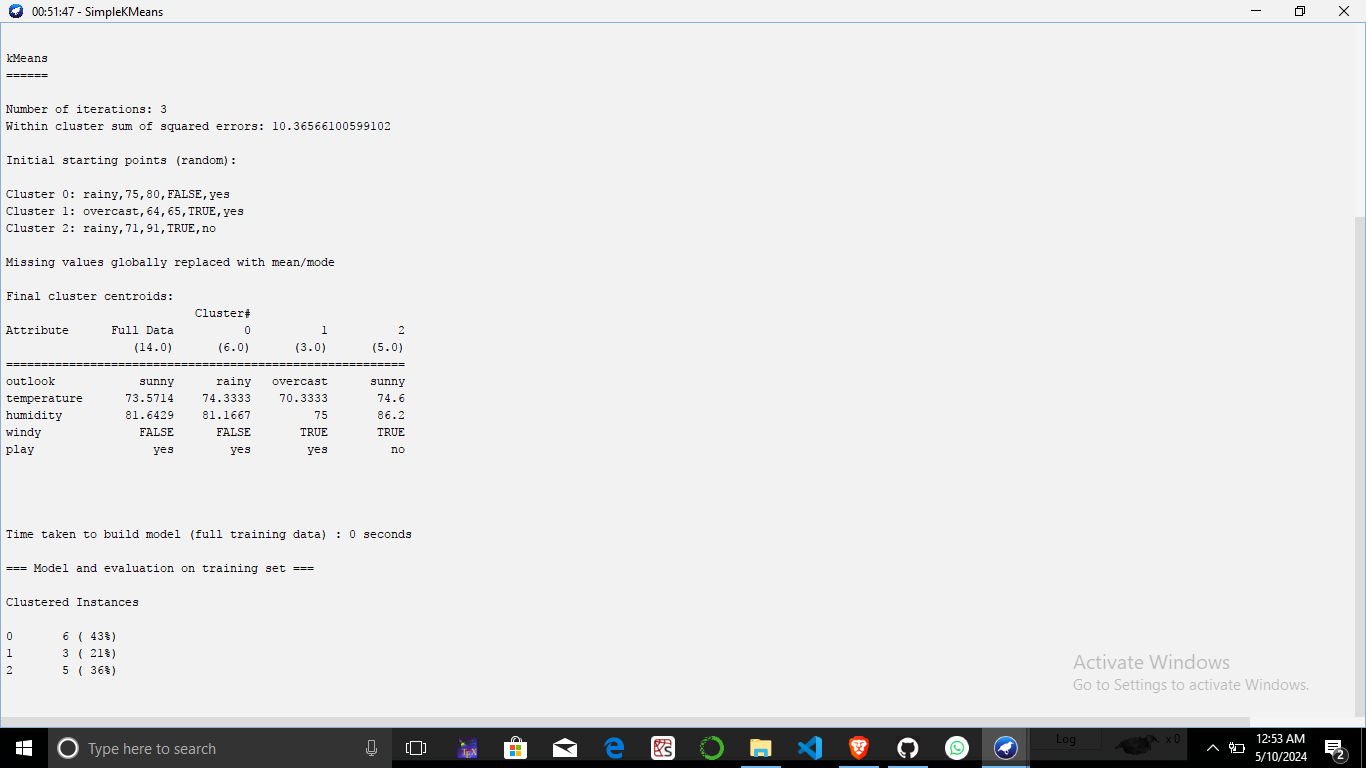 00:51:47 - SimpleKMeans
kMeans
======
Number of iterations: 3
Within cluster sum of squared errors: 10.36566100599102
Initial starting points (random):
Cluster 0: rainy,75,80,FALSE,yes
Cluster 1: overcast,64,65,TRUE,yes
Cluster 2: rainy,71,91,TRUE,no
Missing values globally replaced with mean/mode
Final cluster centroids:
Cluster#
Attribute Full Data 0 1 2
(14.0) (6.0) (3.0) (5.0)
=========================================================
outlook sunny rainy overcast sunny
temperature 73.5714 74.3333 70.3333 74.6
humidity 81.6429 81.1667 75 86.2
windy FALSE FALSE TRUE TRUE
play yes yes yes no
Time taken to build model (full training data) : 0 seconds
=== Model and evaluation on training set ===
Clustered Instances
0 6 ( 43%)
1 3 ( 21%)
2 5 ( 36%)
Activate Windows
Go to Settings to activate Windows.
Type here to search
TEX
KS
Log
x 0
12:53 AM
5/10/2024
2